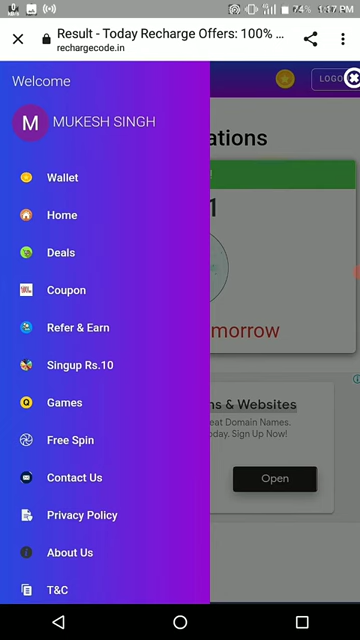 74% 1:17 PM
Result - Today Recharge Offers: 100% ...
rechargecode.in
Welcome
LOGO
M MUKESH SINGH
ations
Wallet
!
Home
1
Deals
Coupon
Refer & Earn
morrow
Singup Rs.10
Games
ns & Websites
eat Domain Names.
oday. Sign Up Now!
Free Spin
Contact Us
Open
Privacy Policy
About Us
T&C